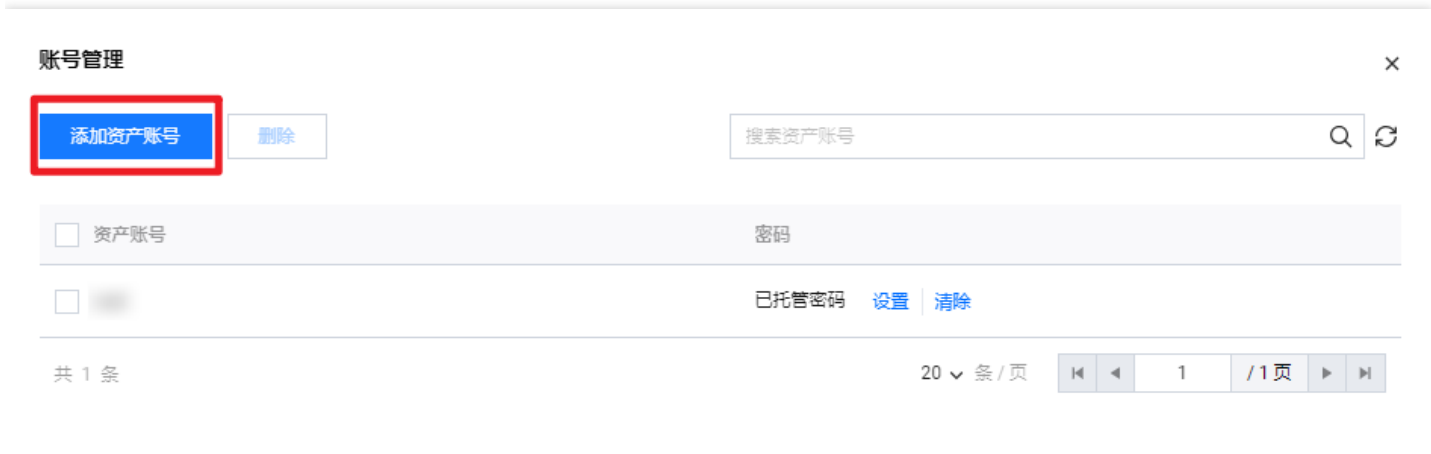 账号管理
添加资产账号 删除 搜索资产账号
资产账号 密码
已托管密码 设置 清除
共 1 条 20 条 / 页 1 / 1 页